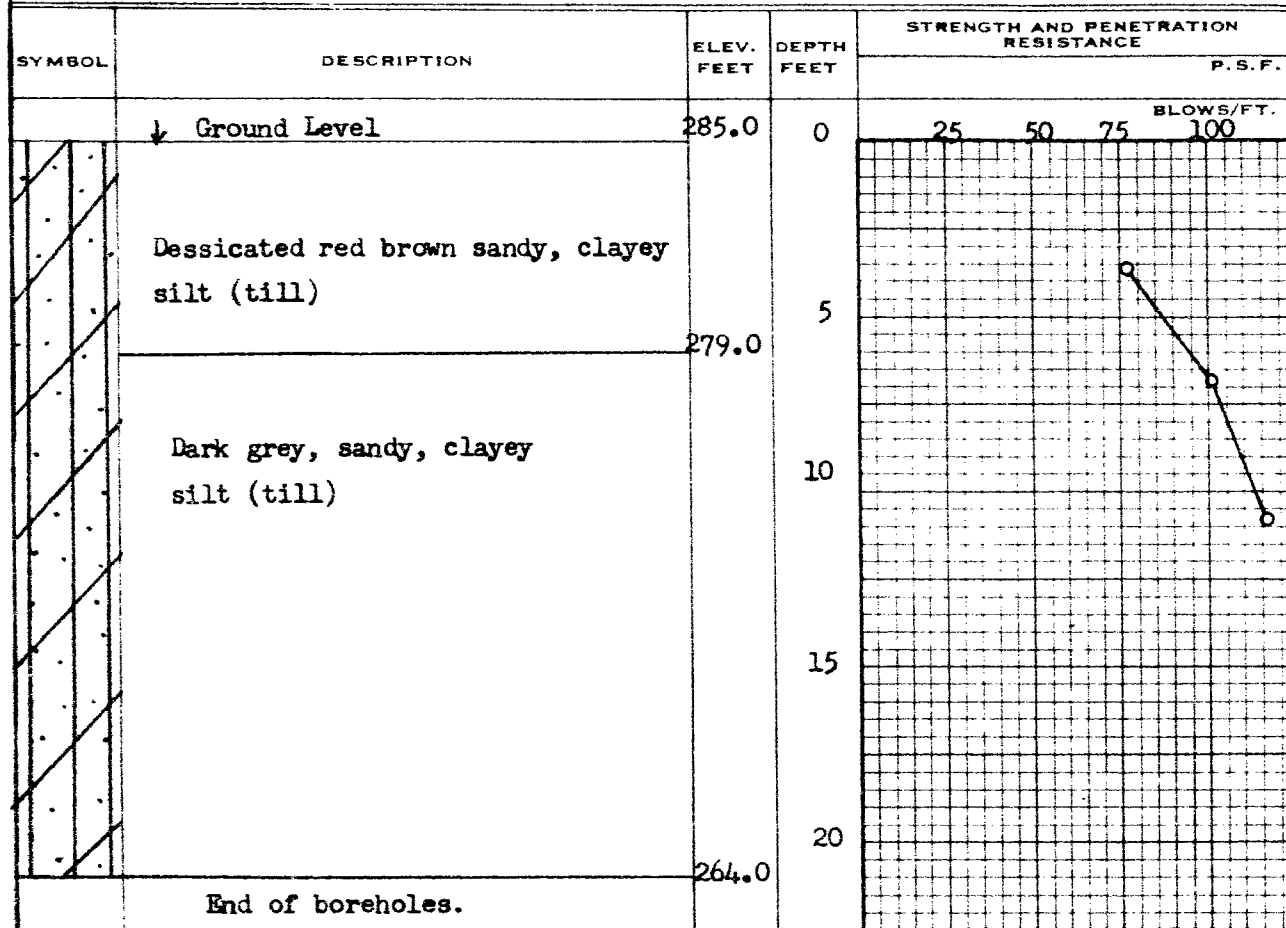 SYMBOL
DESCRIPTION
ELEV.
FEET
DEPTH
FEET
STRENGTH AND PENETRATION
RESISTANCE
P.S.F.
BLOWS/FT.
↓ Ground Level 285.0 0 25 50 75 100
Dessicated red brown sandy, clayey
silt (till)
5
279.0
Dark grey, sandy, clayey
silt (till)
10
15
20
264.0
End of boreholes.